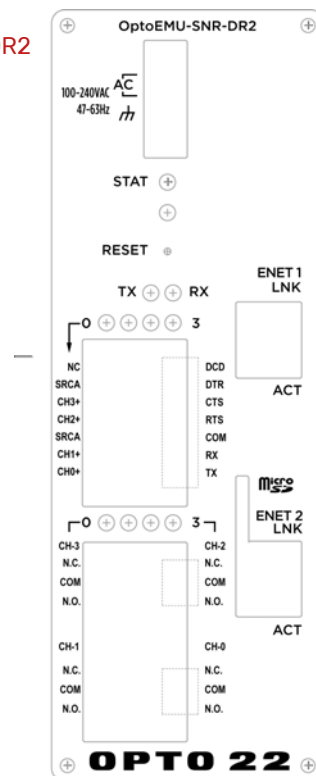 OptoEMU-SNR-DR2
DR2
AC
100-240VAC
47-63Hz
STAT
RESET
TX RX
0 3
ENET 1
LNK
ACT
NC DCD
SRCA DTR
CH3+ CTS
CH2+ RTS
SRCA COM
CH1+ RX
CH0+ TX
Micro
SD
ENET 2
LNK
ACT
0 3
CH-3 CH-2
N.C. N.C.
COM COM
N.O. N.O.
CH-1 CH-0
N.C. N.C.
COM COM
N.O. N.O.
OPTO 22